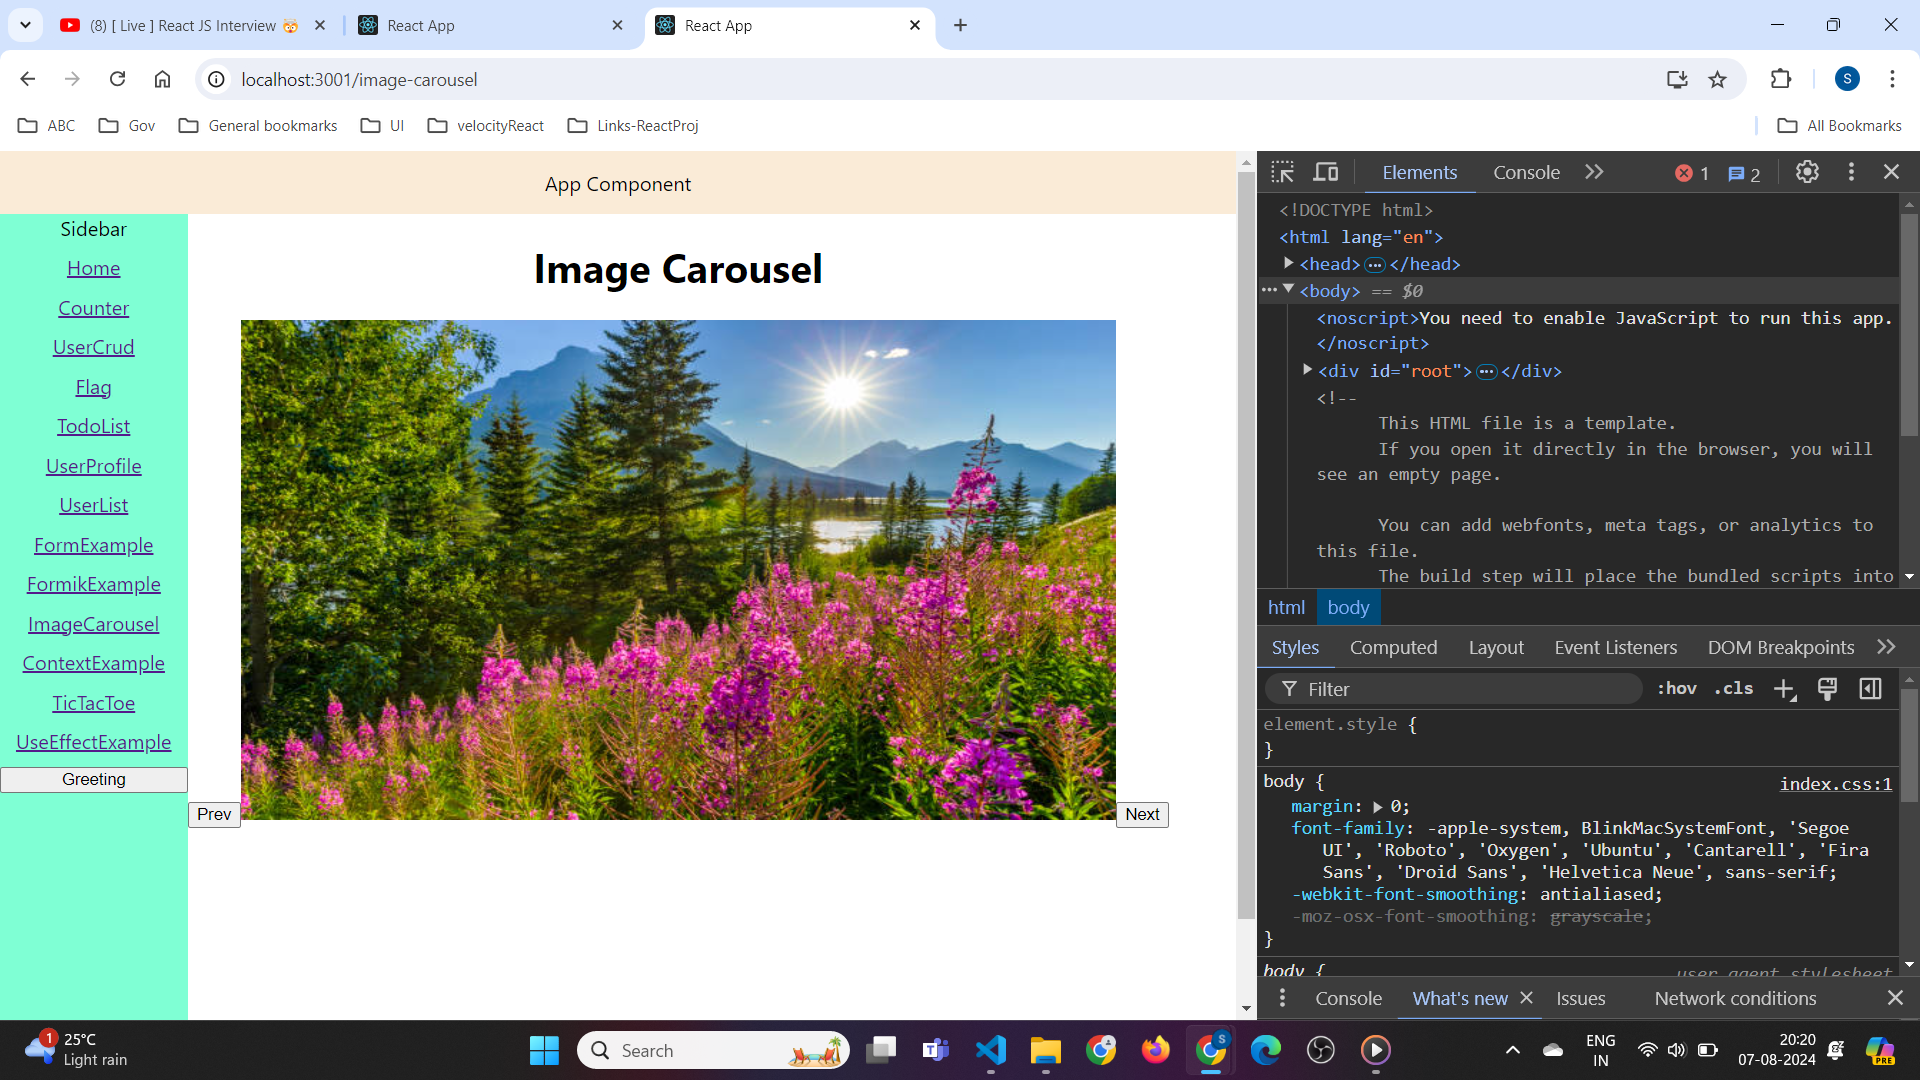 (8) [ Live ] React JS Interview 🤯
React App
React App
localhost:3001/image-carousel
S
ABC
Gov
General bookmarks
UI
velocityReact
Links-ReactProj
All Bookmarks
App Component
Sidebar
Home
Counter
UserCrud
Flag
TodoList
UserProfile
UserList
FormExample
FormikExample
ImageCarousel
ContextExample
TicTacToe
UseEffectExample
Greeting
Image Carousel
Prev
Next
Elements
Console
1
2
<!DOCTYPE html>
<html lang="en">
<head>…</head>
<body> == $0
<noscript>You need to enable JavaScript to run this app.
</noscript>
<div id="root">…</div>
<!--
This HTML file is a template.
If you open it directly in the browser, you will
see an empty page.
You can add webfonts, meta tags, or analytics to
this file.
The build step will place the bundled scripts into
html
body
Styles
Computed
Layout
Event Listeners
DOM Breakpoints
Filter
:hov
.cls
element.style {
}
body {
index.css:1
margin: 0;
font-family: -apple-system, BlinkMacSystemFont, 'Segoe
UI', 'Roboto', 'Oxygen', 'Ubuntu', 'Cantarell', 'Fira
Sans', 'Droid Sans', 'Helvetica Neue', sans-serif;
-webkit-font-smoothing: antialiased;
-moz-osx-font-smoothing: grayscale;
}
body {
user agent stylesheet
Console
What's new
Issues
Network conditions
1
25°C
Light rain
Search
S
ENG
IN
20:20
07-08-2024
PRE